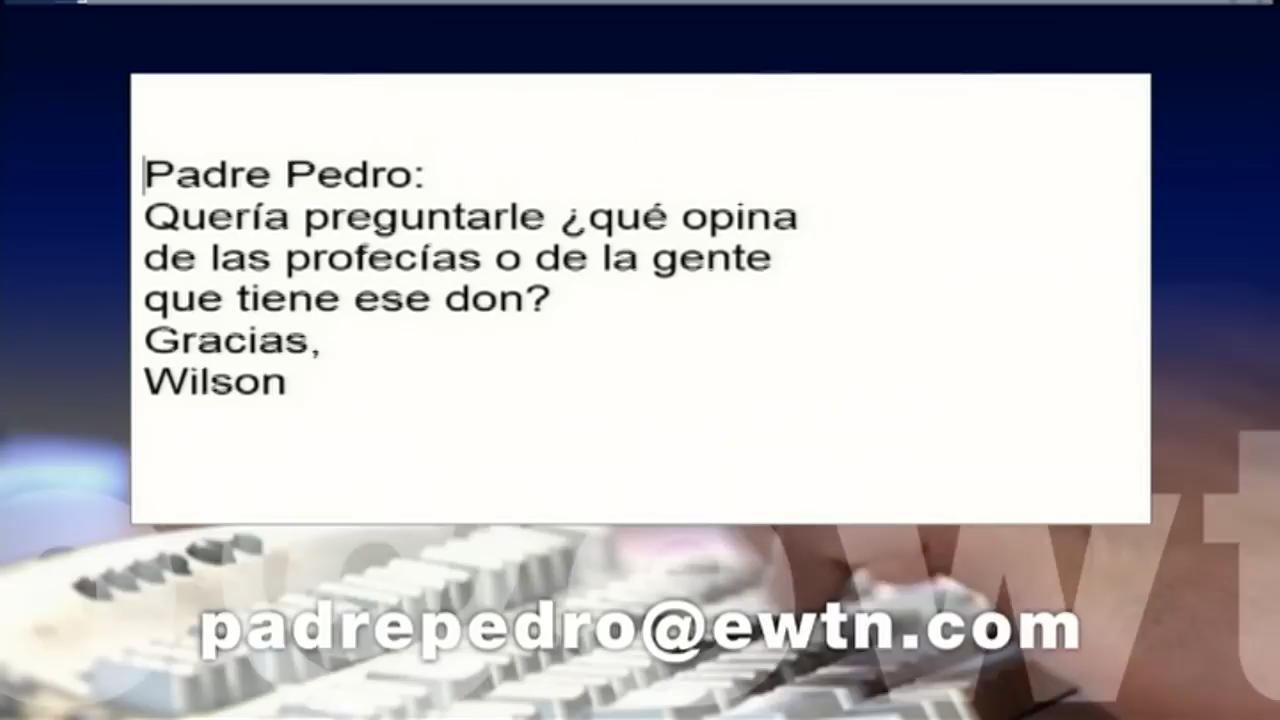 Padre Pedro:
Quería preguntarle ¿qué opina
de las profecías o de la gente
que tiene ese don?
Gracias,
Wilson
ewt
padrepedro@ewtn.com